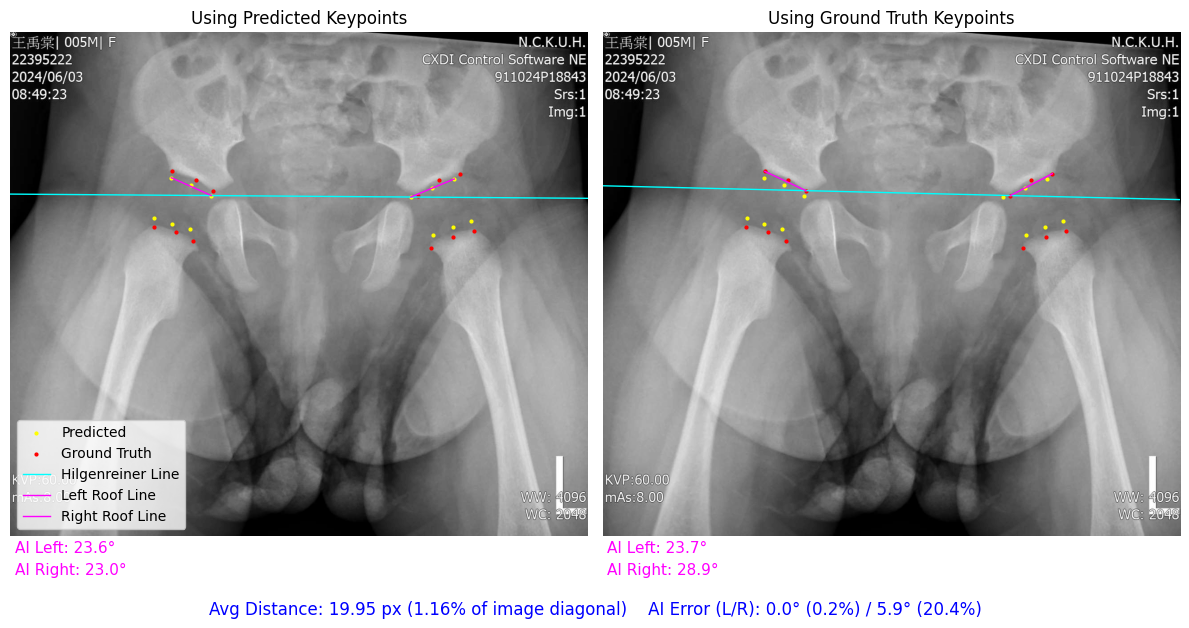 Using Predicted Keypoints
王禹棠| 005M| F
22395222
2024/06/03
08:49:23
N.C.K.U.H.
CXDI Control Software NE
911024P18843
Srs:1
Img:1
Predicted
Ground Truth
Hilgenreiner Line
Left Roof Line
Right Roof Line
WW: 4096
WC: 2048
AI Left: 23.6°
AI Right: 23.0°
Using Ground Truth Keypoints
王禹棠| 005M| F
22395222
2024/06/03
08:49:23
N.C.K.U.H.
CXDI Control Software NE
911024P18843
Srs:1
Img:1
KVP:60.00
mAs:8.00
WW: 4096
WC: 2048
AI Left: 23.7°
AI Right: 28.9°
Avg Distance: 19.95 px (1.16% of image diagonal) AI Error (L/R): 0.0° (0.2%) / 5.9° (20.4%)